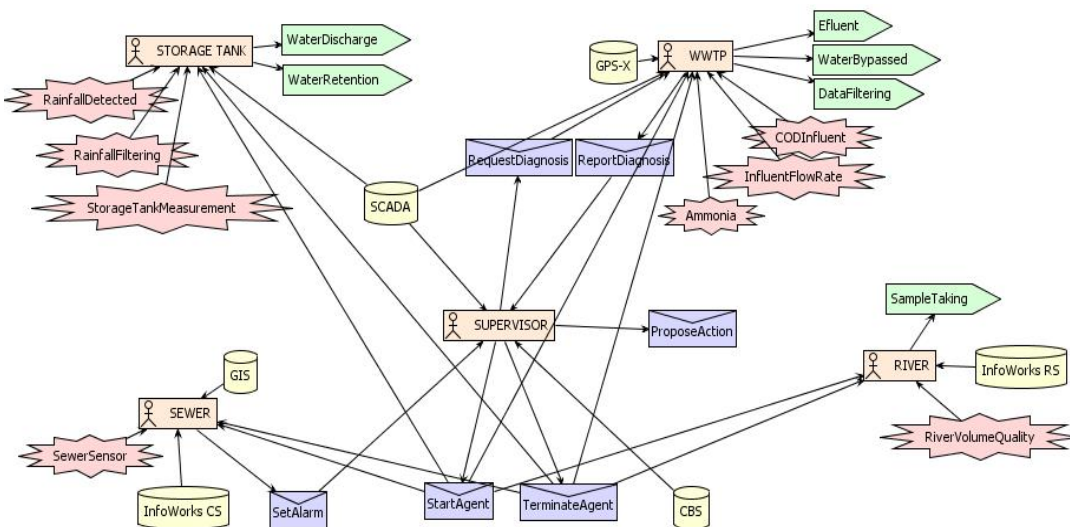 Efluent
STORAGE TANK
WaterDischarge
WWTP
WaterBypassed
GPS-X
WaterRetention
DataFiltering
RainfallDetected
CODInfluent
RainfallFiltering
RequestDiagnosis
ReportDiagnosis
InfluentFlowRate
StorageTankMeasurement
SCADA
Ammonia
SampleTaking
SUPERVISOR
ProposeAction
RIVER
InfoWorks RS
GIS
SEWER
RiverVolumeQuality
SewerSensor
InfoWorks CS
SetAlarm
StartAgent
TerminateAgent
CBS